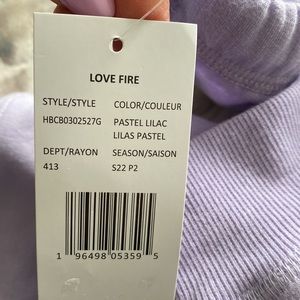 LOVE FIRE
STYLE/STYLE COLOR/COULEUR
HBCB0302527G PASTEL LILAC
LILAS PASTEL
DEPT/RAYON SEASON/SAISON
413 S22 P2
1 96498 05359 5